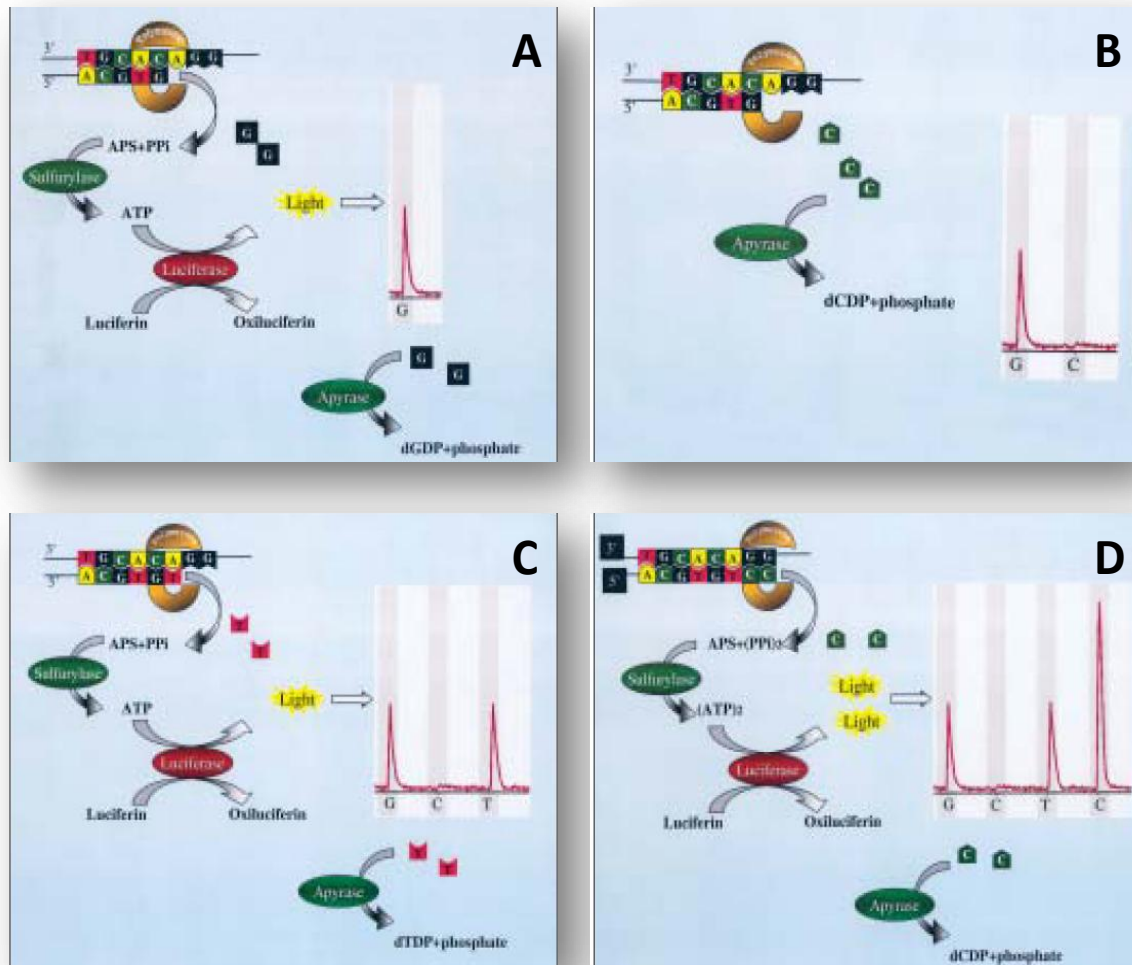 A
3'
T G C A C A G G
A C G T G
5'
APS+PPi
G
G
Sulfurylase
Light
ATP
Luciferase
G
Luciferin
Oxiluciferin
G
G
Apyrase
dGDP+phosphate
B
3'
T G C A C A G G
A C G T G
5'
C
C
C
Apyrase
dCDP+phosphate
G C
C
3'
T G C A C A G G
A C G T G T
5'
APS+PPi
T
T
Sulfurylase
Light
ATP
Luciferase
G C T
Luciferin
Oxiluciferin
T
T
Apyrase
dTDP+phosphate
D
3'
T G C A C A G G
5'
A C G T G T C C
APS+(PPi)2
C C
Sulfurylase
Light
(ATP)2
Light
Luciferase
G C T C
Luciferin
Oxiluciferin
C C
Apyrase
dCDP+phosphate